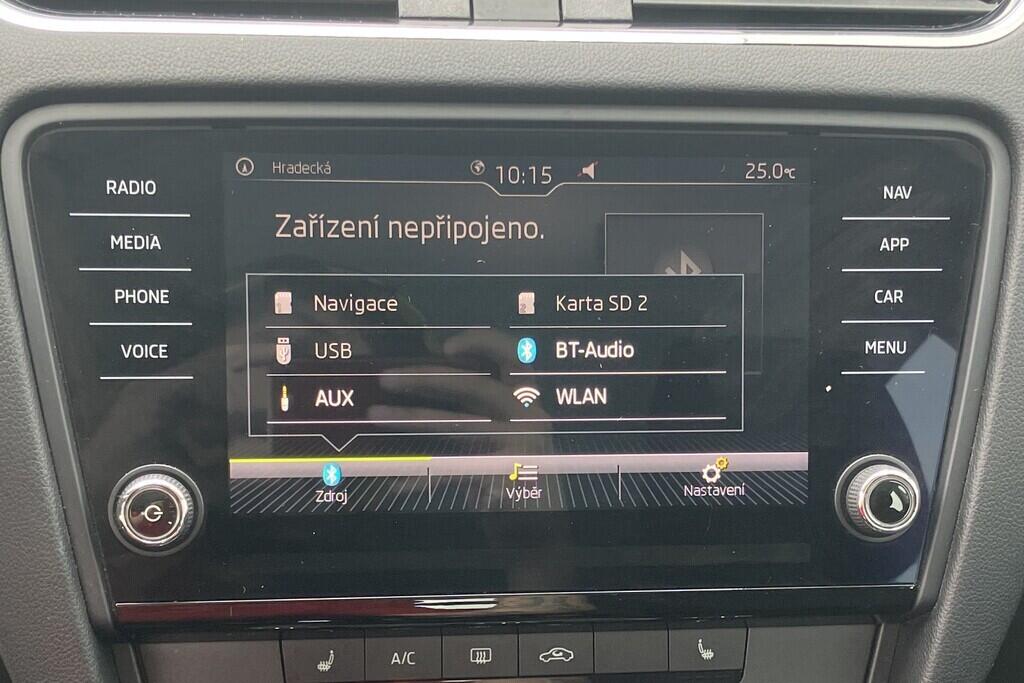 RADIO
MEDIA
PHONE
VOICE
Hradecká
10:15
25.0°C
Zařízení nepřipojeno.
Navigace
Karta SD 2
USB
BT-Audio
AUX
WLAN
Zdroj
Výběr
Nastavení
NAV
APP
CAR
MENU
A/C